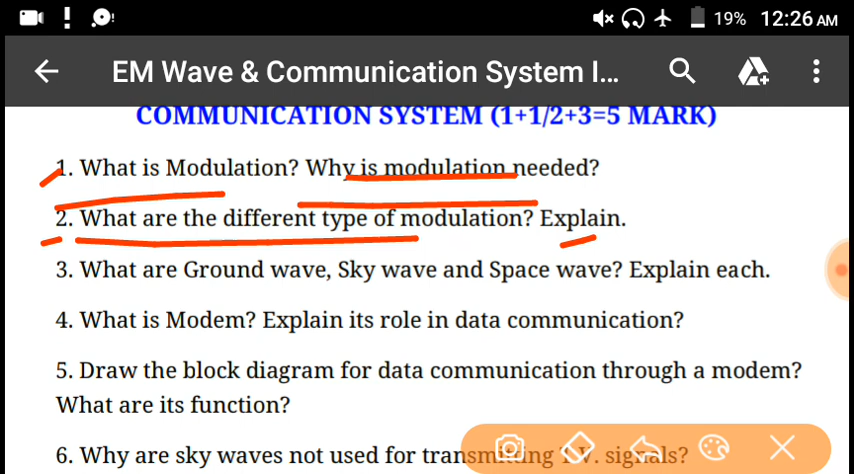 19% 12:26 AM
EM Wave & Communication System I...
COMMUNICATION SYSTEM (1+1/2+3=5 MARK)
1. What is Modulation? Why is modulation needed?
2. What are the different type of modulation? Explain.
3. What are Ground wave, Sky wave and Space wave? Explain each.
4. What is Modem? Explain its role in data communication?
5. Draw the block diagram for data communication through a modem?
What are its function?
6. Why are sky waves not used for transmitting T.V. signals?